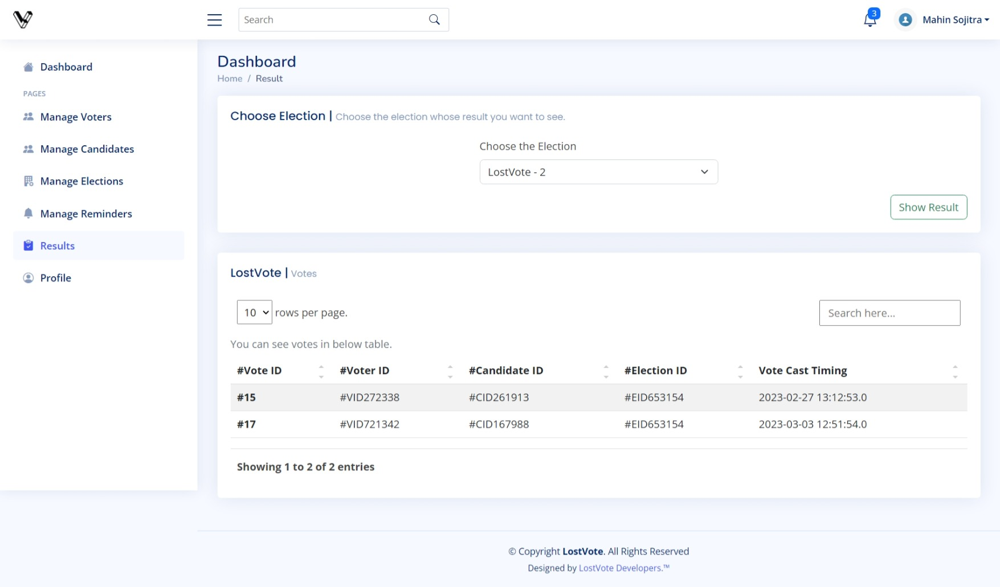 Search
3
Mahin Sojitra
Dashboard
PAGES
Manage Voters
Manage Candidates
Manage Elections
Manage Reminders
Results
Profile
Dashboard
Home / Result
Choose Election | Choose the election whose result you want to see.
Choose the Election
LostVote - 2
Show Result
LostVote | Votes
10 rows per page.
Search here...
You can see votes in below table.
#Vote ID #Voter ID #Candidate ID #Election ID Vote Cast Timing
#15 #VID272338 #CID261913 #EID653154 2023-02-27 13:12:53.0
#17 #VID721342 #CID167988 #EID653154 2023-03-03 12:51:54.0
Showing 1 to 2 of 2 entries
© Copyright LostVote. All Rights Reserved
Designed by LostVote Developers.™